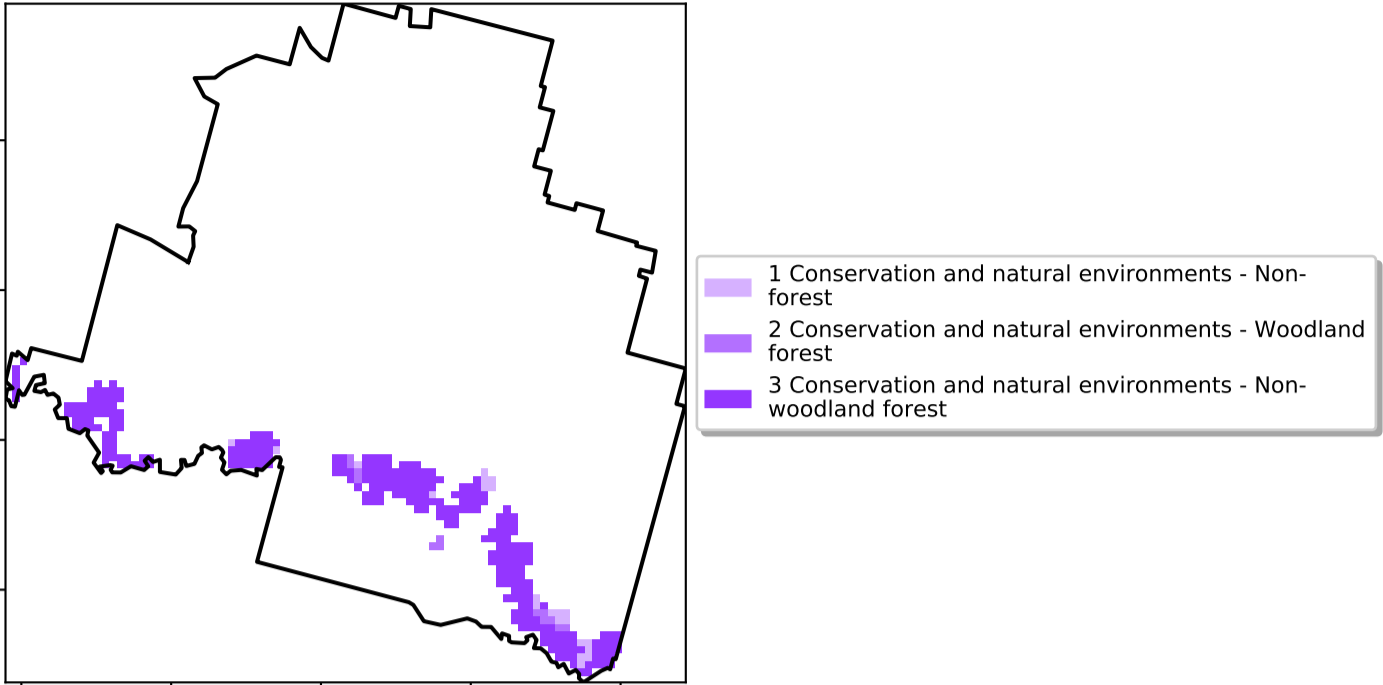 1 Conservation and natural environments - Non-
forest
2 Conservation and natural environments - Woodland
forest
3 Conservation and natural environments - Non-
woodland forest